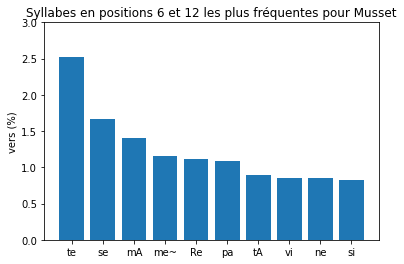 Syllabes en positions 6 et 12 les plus fréquentes pour Musset
3.0
2.5
2.0
1.5
1.0
0.5
0.0
vers (%)
te se mA me~ Re pa tA vi ne si